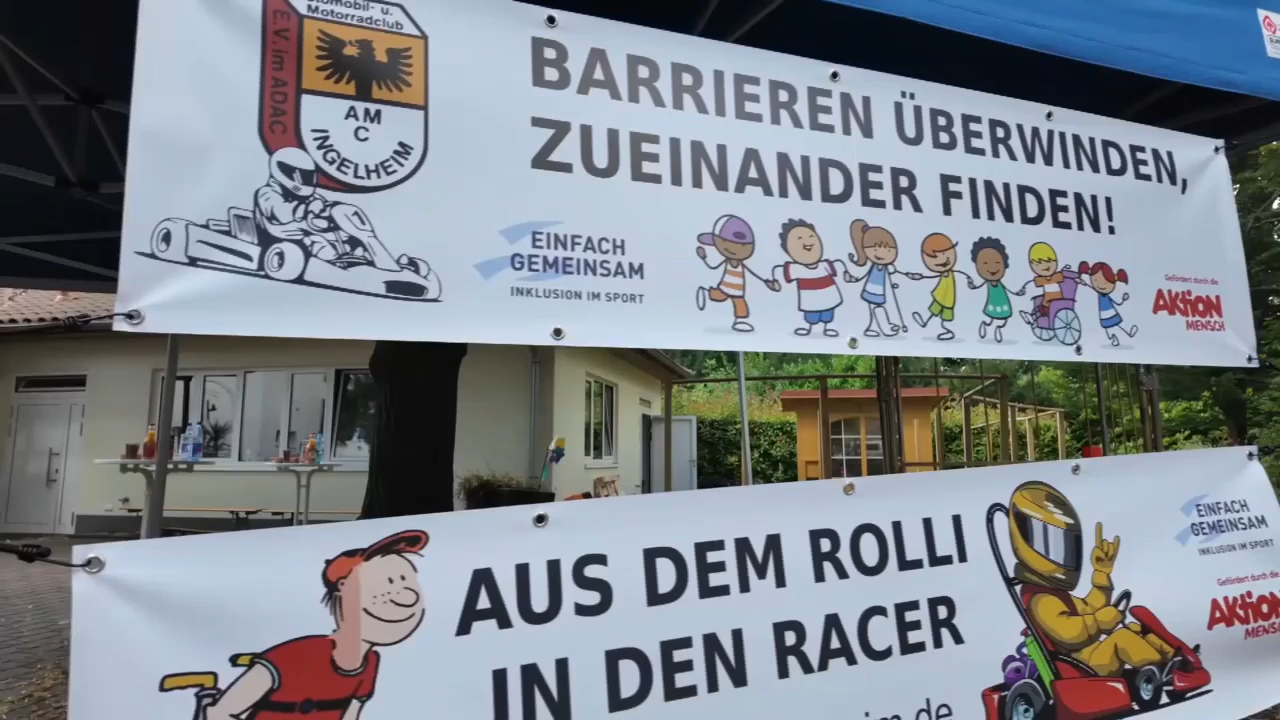 Motorradclub
E.V. im ADAC
AM
C
INGELHEIM
BARRIEREN ÜBERWINDEN,
ZUEINANDER FINDEN!
EINFACH
GEMEINSAM
INKLUSION IM SPORT
Gefördert durch die
AKTION
MENSCH
AUS DEM ROLLI
IN DEN RACER
EINFACH
GEMEINSAM
INKLUSION IM SPORT
Gefördert durch die
AKTION
MENSCH